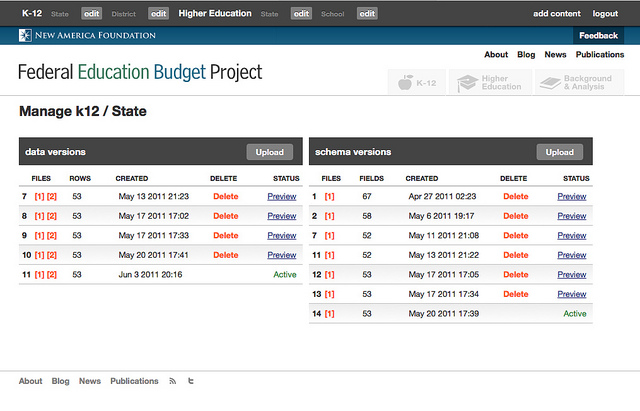 K-12 State edit District edit Higher Education State edit School edit add content logout
New America Foundation Feedback
About Blog News Publications
Federal Education Budget Project
K-12 Higher Education Background & Analysis
Manage k12 / State
data versions Upload
FILES ROWS CREATED DELETE STATUS
7 [1] [2] 53 May 13 2011 21:23 Delete Preview
8 [1] [2] 53 May 17 2011 17:02 Delete Preview
9 [1] [2] 53 May 17 2011 17:33 Delete Preview
10 [1] [2] 53 May 20 2011 17:41 Delete Preview
11 [1] [2] 53 Jun 3 2011 20:16 Active
schema versions Upload
FILES FIELDS CREATED DELETE STATUS
1 [1] 67 Apr 27 2011 02:23 Delete Preview
2 [1] 58 May 6 2011 19:17 Delete Preview
7 [1] 52 May 11 2011 21:08 Delete Preview
11 [1] 52 May 13 2011 21:22 Delete Preview
12 [1] 53 May 17 2011 17:05 Delete Preview
13 [1] 53 May 17 2011 17:34 Delete Preview
14 [1] 53 May 20 2011 17:39 Active
About Blog News Publications